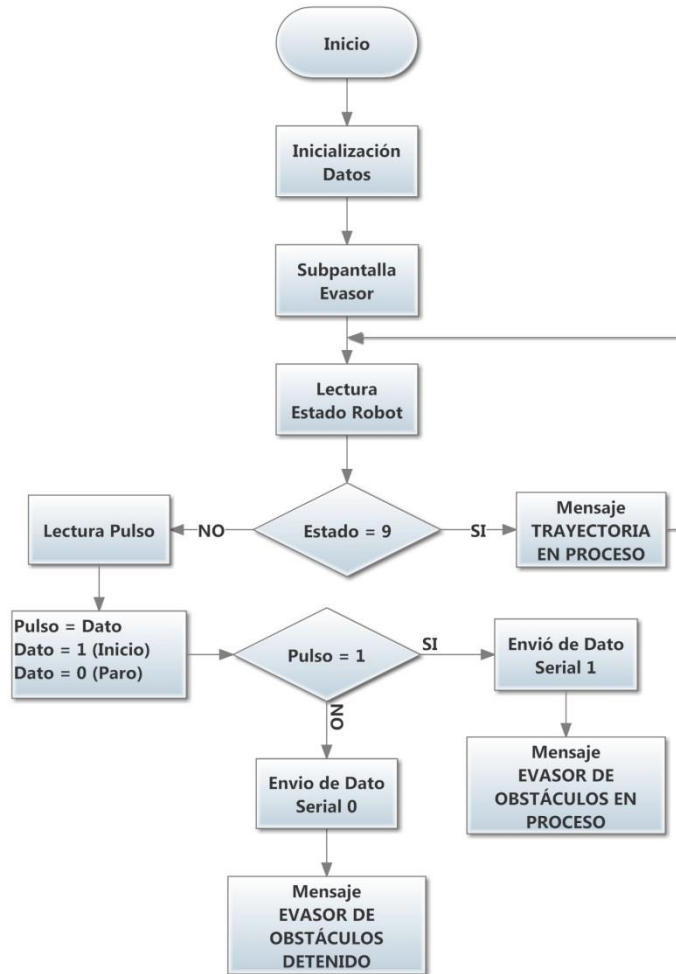 Inicio
Inicialización
Datos
Subpantalla
Evasor
Lectura
Estado Robot
Estado = 9
NO
SI
Lectura Pulso
Mensaje
TRAYECTORIA
EN PROCESO
Pulso = Dato
Dato = 1 (Inicio)
Dato = 0 (Paro)
Pulso = 1
SI
NO
Envió de Dato
Serial 1
Mensaje
EVASOR DE
OBSTÁCULOS EN
PROCESO
Envio de Dato
Serial 0
Mensaje
EVASOR DE
OBSTÁCULOS
DETENIDO